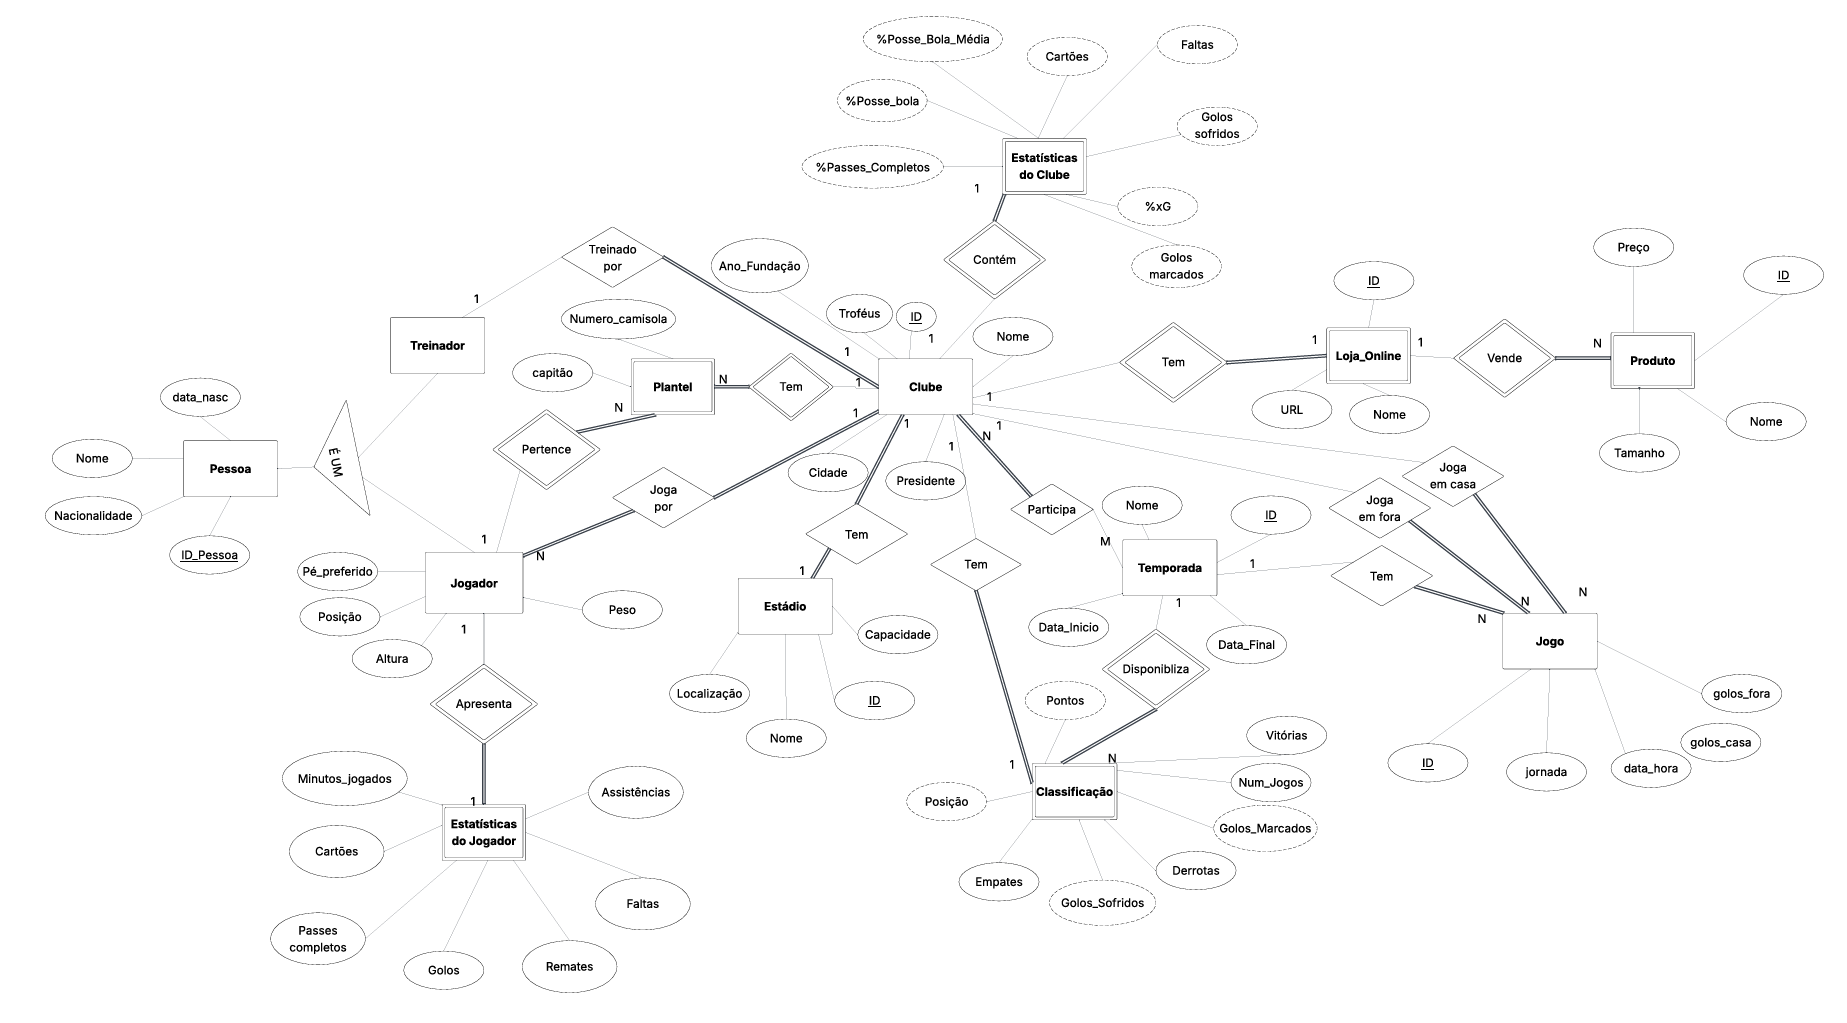 %Posse_Bola_Média
Cartões
Faltas
%Posse_bola
Golos
sofridos
Estatísticas
do Clube
%Passes_Completos
1
%xG
Contém
Golos
marcados
Treinado
por
Ano_Fundação
Preço
ID
ID
1
Numero_camisola
Troféus
ID
Nome
1
Treinador
1
1
1
N
Tem
Loja_Online
Vende
Produto
capitão
Plantel
N
Tem
1
Clube
1
data_nasc
N
1
1
1
URL
Nome
Nome
É UM
Pertence
N
1
Nome
Pessoa
Cidade
1
Presidente
Tamanho
Joga
em casa
Joga
por
Participa
Nome
ID
Joga
em fora
Nacionalidade
ID_Pessoa
1
N
Tem
1
M
Tem
Temporada
1
Tem
Pé_preferido
Jogador
Estádio
N
N
N
Posição
Peso
1
Capacidade
Data_Inicio
1
Data_Final
Jogo
Altura
Disponibliza
Localização
ID
Pontos
golos_fora
Apresenta
Nome
Vitórias
golos_casa
1
N
ID
jornada
data_hora
Minutos_jogados
Assistências
Posição
Classificação
Num_Jogos
1
Estatísticas
do Jogador
Golos_Marcados
Cartões
Empates
Derrotas
Golos_Sofridos
Faltas
Passes
completos
Golos
Remates